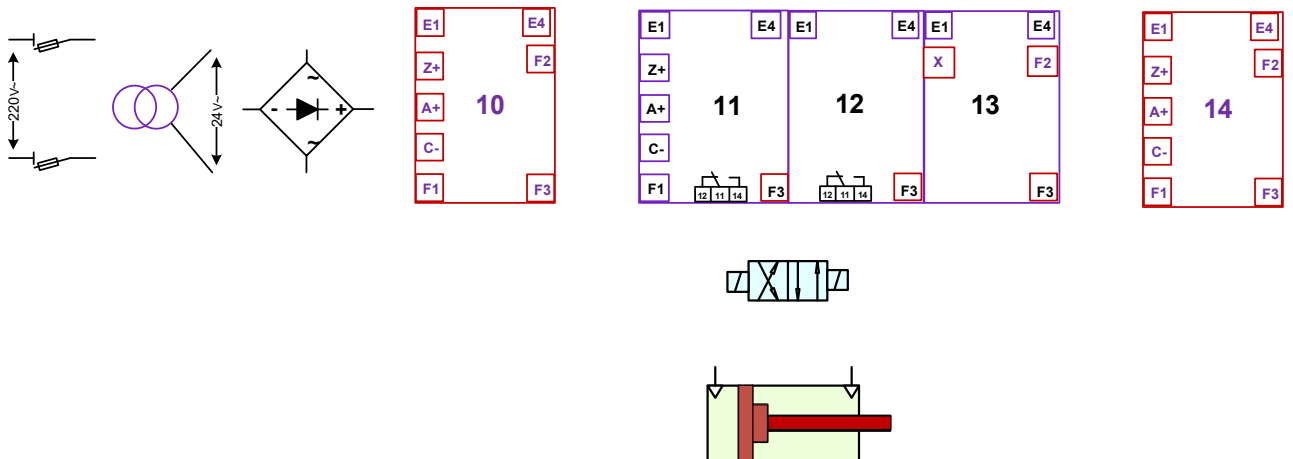 220V~
24V~
~
- +
~
E1 E4
F2
Z+
A+ 10
C-
F1 F3
E1 E4 E1 E4 E1 E4
X F2
Z+
A+ 11 12 13
C-
F1 12 11 14 F3 12 11 14 F3 F3
E1 E4
F2
Z+
A+ 14
C-
F1 F3